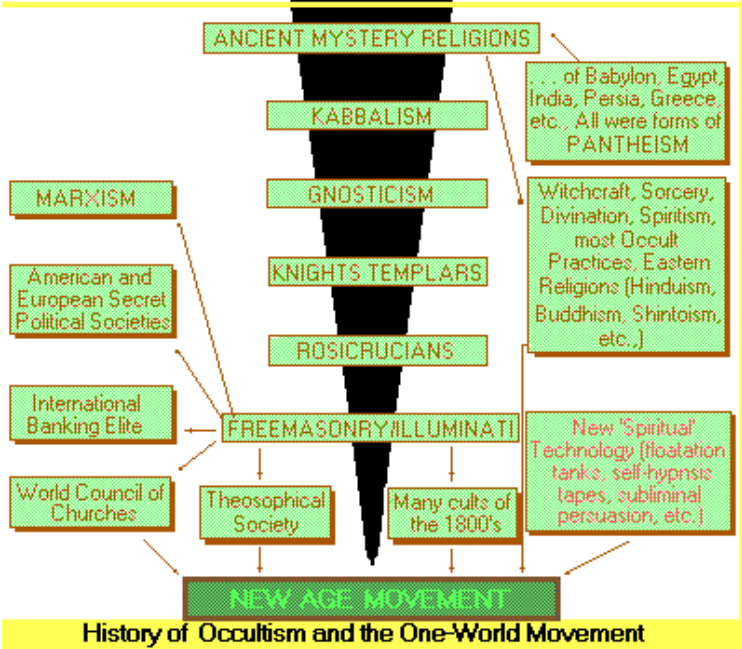 ANCIENT MYSTERY RELIGIONS
. . . of Babylon, Egypt,
India, Persia, Greece,
etc., All were forms of
PANTHEISM
KABBALISM
GNOSTICISM
KNIGHTS TEMPLARS
ROSICRUCIANS
Witchcraft, Sorcery,
Divination, Spiritism,
most Occult
Practices, Eastern
Religions (Hinduism,
Buddhism, Shintoism,
etc.,)
MARXISM
American and
European Secret
Political Societies
International
Banking Elite
World Council of
Churches
FREEMASONRY/ILLUMINATI
Theosophical
Society
Many cults of
the 1800's
New 'Spiritual'
Technology (floatation
tanks, self-hypnsis
tapes, subliminal
persuasion, etc.)
NEW AGE MOVEMENT
History of Occultism and the One-World Movement